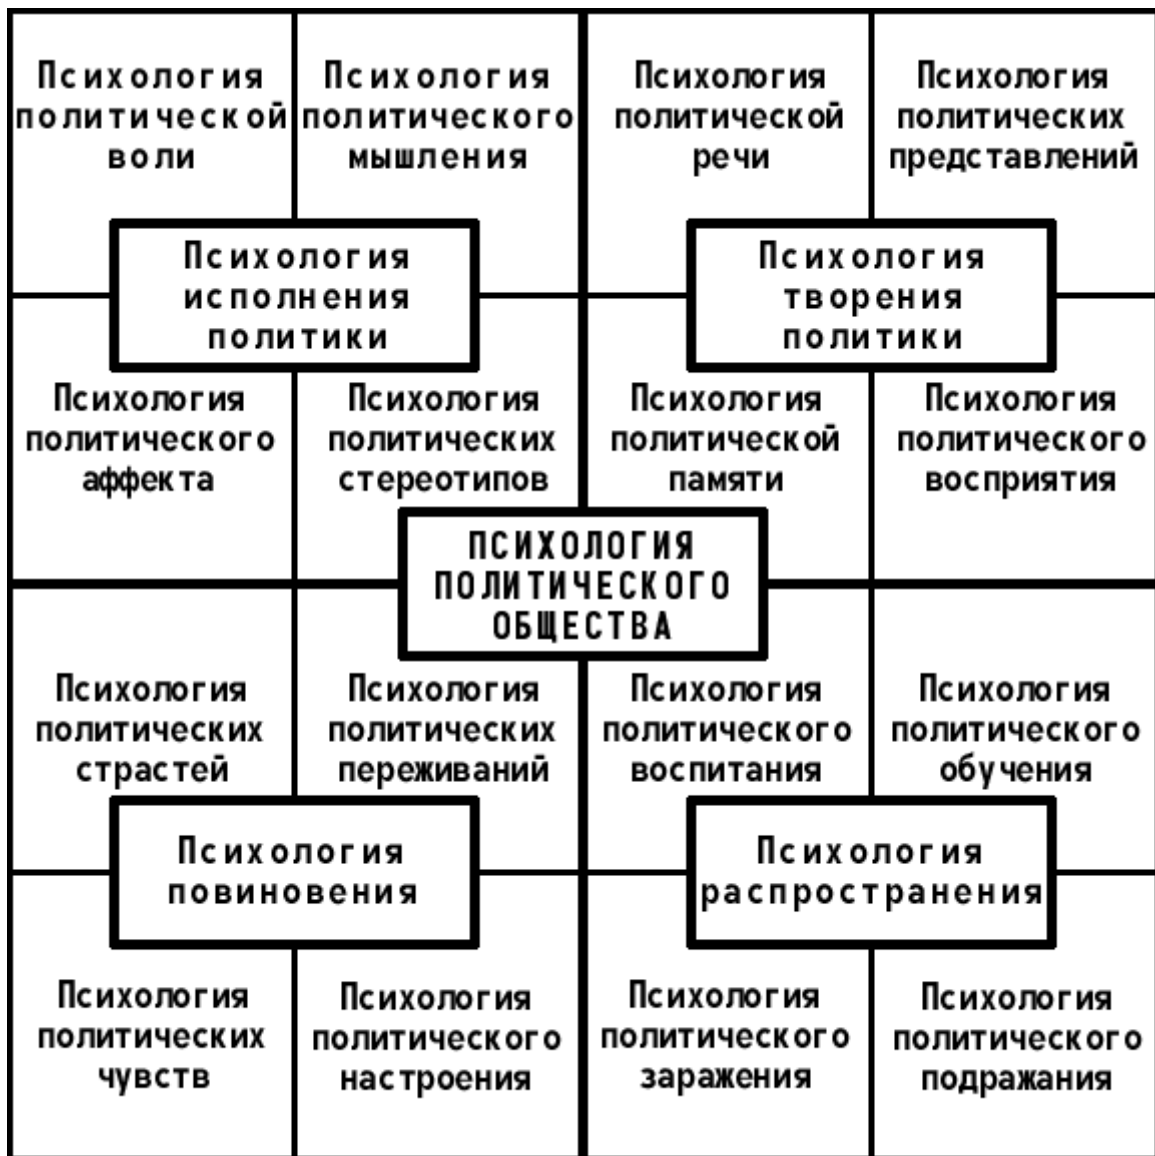 Психология
политической
воли
Психология
политического
мышления
Психология
политической
речи
Психология
политических
представлений
Психология
исполнения
политики
Психология
творения
политики
Психология
политического
аффекта
Психология
политических
стереотипов
Психология
политической
памяти
Психология
политического
восприятия
ПСИХОЛОГИЯ
ПОЛИТИЧЕСКОГО
ОБЩЕСТВА
Психология
политических
страстей
Психология
политических
переживаний
Психология
политического
воспитания
Психология
политического
обучения
Психология
повиновения
Психология
распространения
Психология
политических
чувств
Психология
политического
настроения
Психология
политического
заражения
Психология
политического
подражания